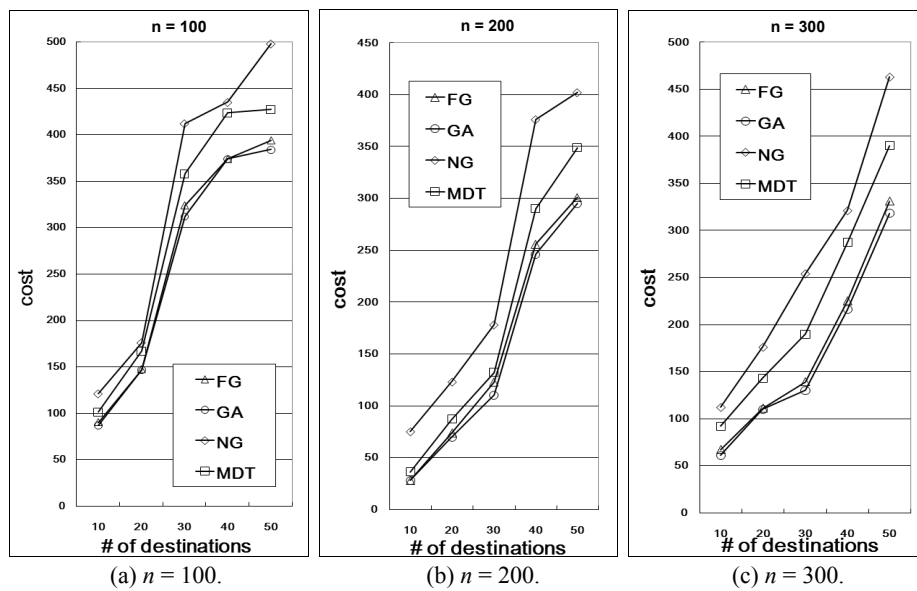 n = 100
500
450
400
350
300
250
200
150
100
50
0
cost
FG
GA
NG
MDT
10 20 30 40 50
# of destinations
(a) n = 100.
n = 200
450
400
350
300
250
200
150
100
50
0
cost
FG
GA
NG
MDT
10 20 30 40 50
# of destinations
(b) n = 200.
n = 300
500
450
400
350
300
250
200
150
100
50
0
cost
FG
GA
NG
MDT
10 20 30 40 50
# of destinations
(c) n = 300.